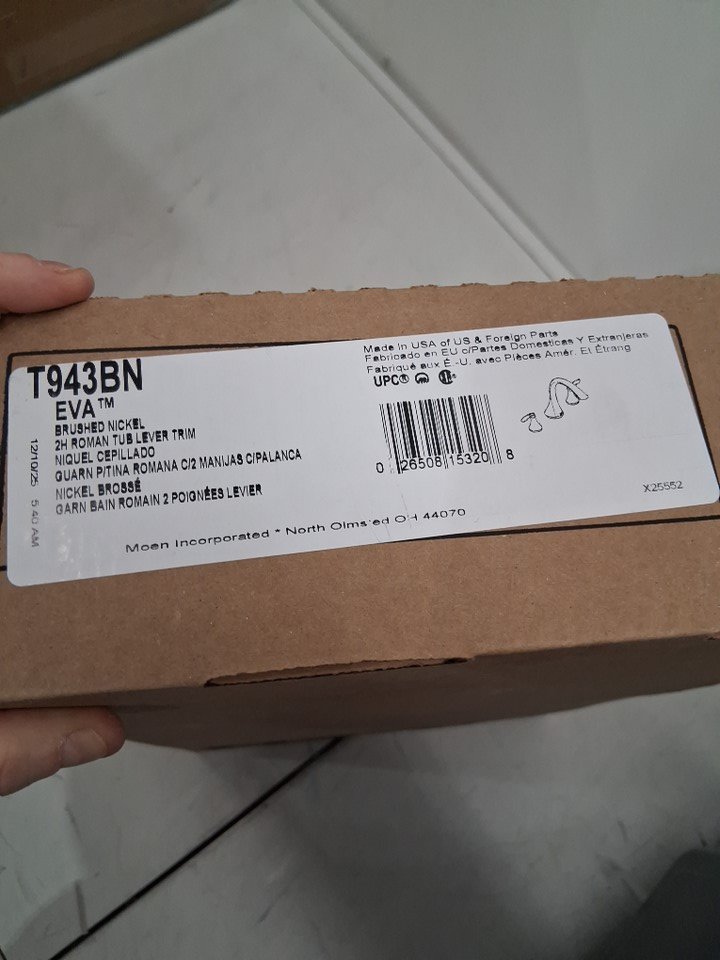 T943BN
EVA™
BRUSHED NICKEL
2H ROMAN TUB LEVER TRIM
NIQUEL CEPILLADO
GUARN P/TINA ROMANA C/2 MANIJAS C/PALANCA
NICKEL BROSSÉ
GARN BAIN ROMAIN 2 POIGNÉES LEVIER
12/10/25 5:40 AM
Made in USA of US & Foreign Parts
Fabricado en EU c/Partes Domesticas Y Extranjeras
Fabriqué aux É.-U. avec Pièces Amér. Et Étrang
UPC®
0 26508 15320 8
X25552
Moen Incorporated * North Olmsted OH 44070